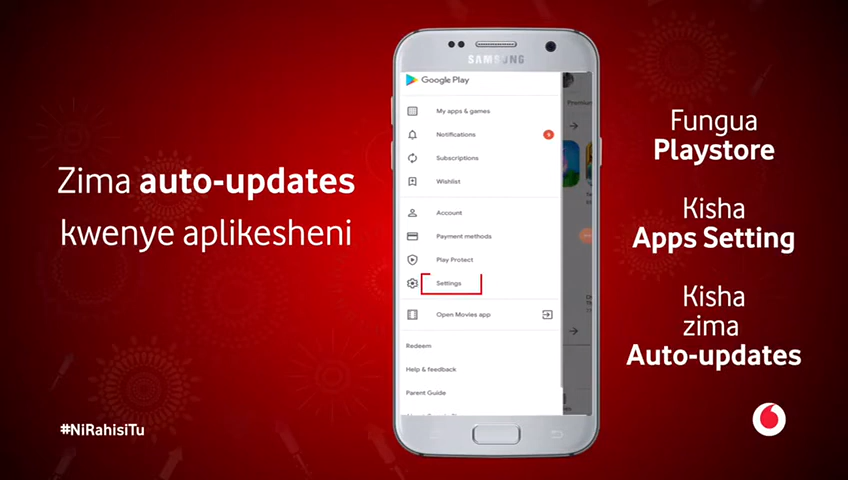 Zima auto-updates
kwenye aplikesheni
#NiRahisiTu
SAMSUNG
Google Play
My apps & games
Notifications
Subscriptions
Wishlist
Account
Payment methods
Play Protect
Settings
Open Movies app
Redeem
Help & feedback
Parent Guide
Premium
Fungua
Playstore
Kisha
Apps Setting
Kisha
zima
Auto-updates